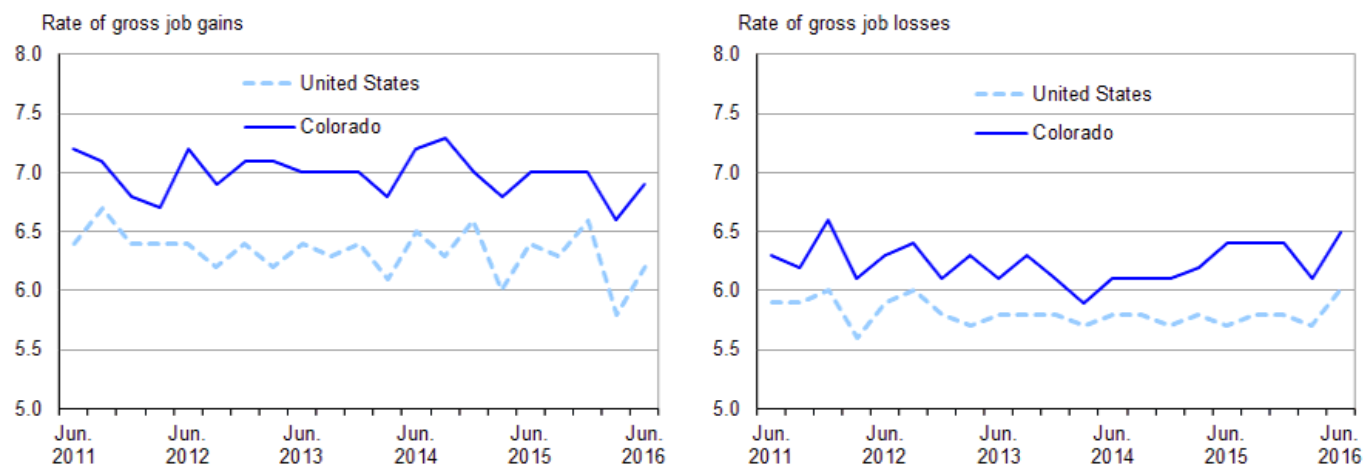 Rate of gross job gains
8.0
7.5
7.0
6.5
6.0
5.5
5.0
United States
Colorado
Jun. Jun. Jun. Jun. Jun. Jun.
2011 2012 2013 2014 2015 2016
Rate of gross job losses
8.0
7.5
7.0
6.5
6.0
5.5
5.0
United States
Colorado
Jun. Jun. Jun. Jun. Jun. Jun.
2011 2012 2013 2014 2015 2016